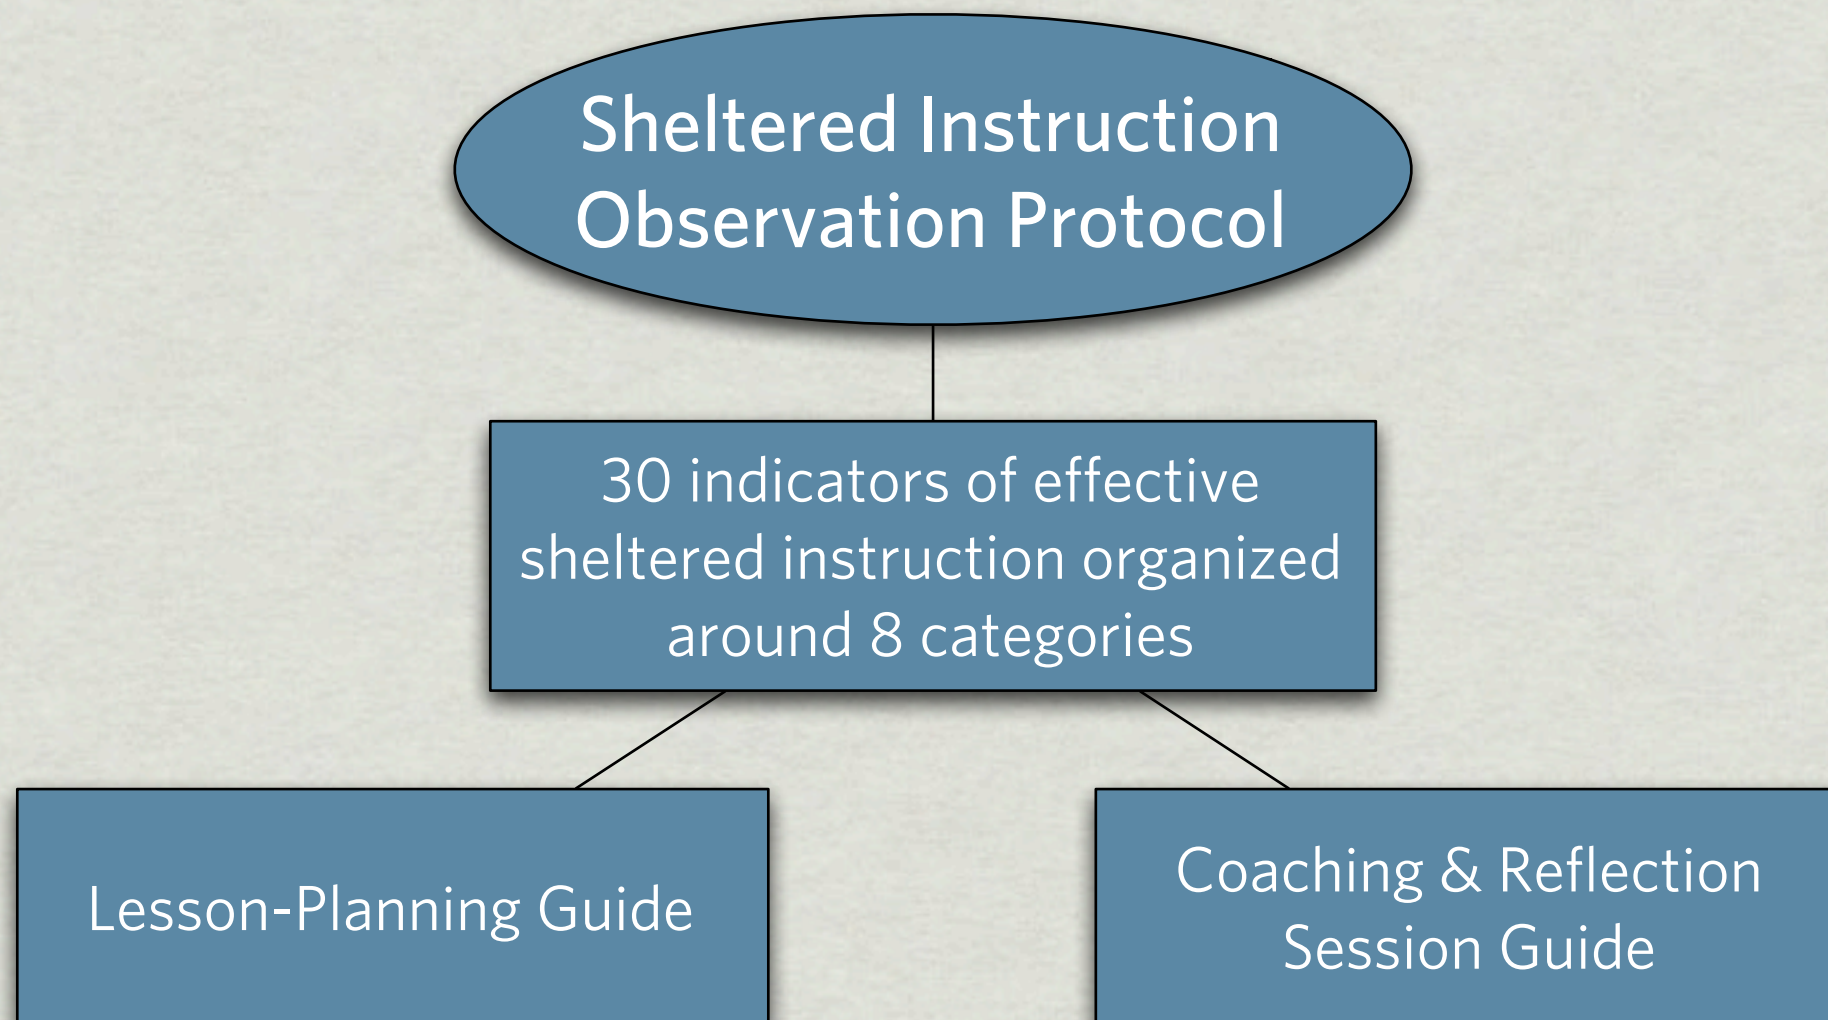 Sheltered Instruction
Observation Protocol
30 indicators of effective
sheltered instruction organized
around 8 categories
Lesson-Planning Guide
Coaching & Reflection
Session Guide